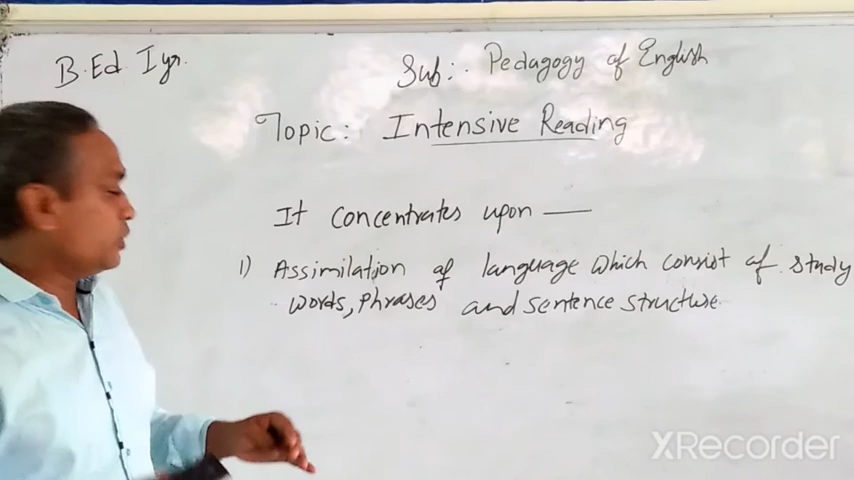 B.Ed I yr.
Sub:- Pedagogy of English
Topic: Intensive Reading
It concentrates upon —
1) Assimilation of language which consist of study
words, phrases and sentence structure.
XRecorder